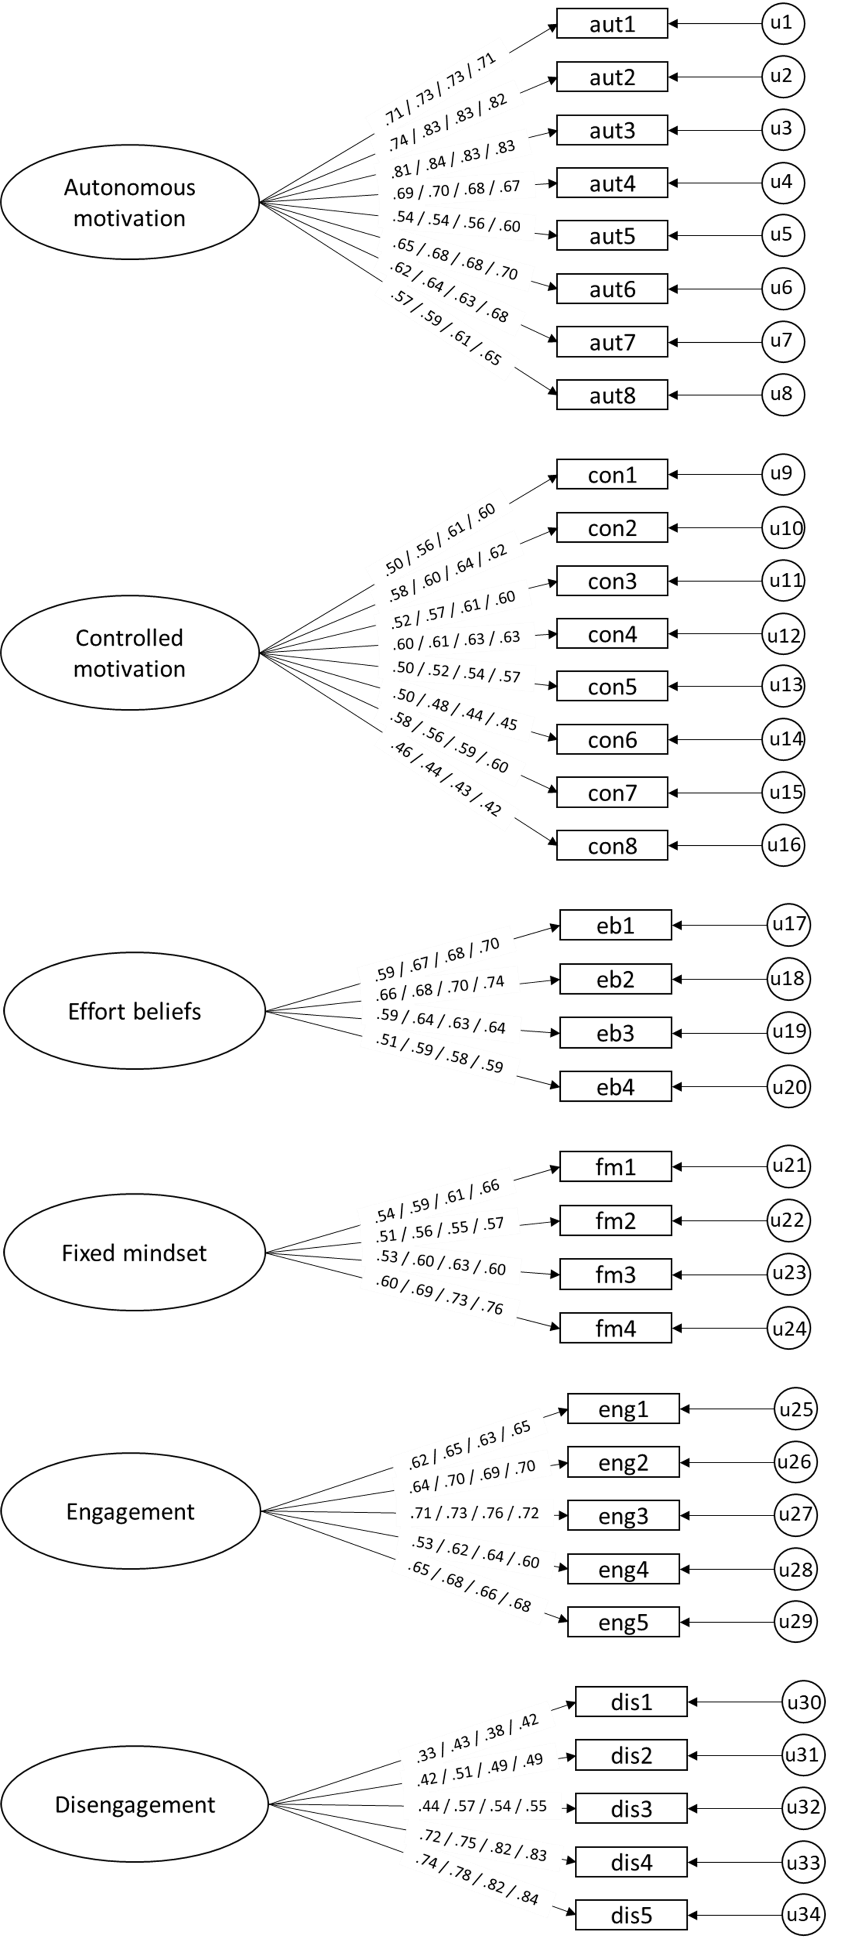 aut1
u1
.71 / .73 / .73 / .71
aut2
u2
.74 / .83 / .83 / .82
aut3
u3
.81 / .84 / .83 / .83
Autonomous
motivation
aut4
u4
.69 / .70 / .68 / .67
aut5
u5
.54 / .54 / .56 / .60
aut6
u6
.65 / .68 / .68 / .70
aut7
u7
.62 / .64 / .63 / .68
aut8
u8
.57 / .59 / .61 / .65
con1
u9
.50 / .56 / .61 / .60
con2
u10
.58 / .60 / .64 / .62
con3
u11
.52 / .57 / .61 / .60
Controlled
motivation
con4
u12
.60 / .61 / .63 / .63
con5
u13
.50 / .52 / .54 / .57
con6
u14
.50 / .48 / .44 / .45
con7
u15
.58 / .56 / .59 / .60
con8
u16
.46 / .44 / .43 / .42
eb1
u17
.59 / .67 / .68 / .70
eb2
u18
.66 / .68 / .70 / .74
Effort beliefs
eb3
u19
.59 / .64 / .63 / .64
eb4
u20
.51 / .59 / .58 / .59
fm1
u21
.54 / .59 / .61 / .66
fm2
u22
.51 / .56 / .55 / .57
Fixed mindset
fm3
u23
.53 / .60 / .63 / .60
fm4
u24
.60 / .69 / .73 / .76
eng1
u25
.62 / .65 / .63 / .65
eng2
u26
.64 / .70 / .69 / .70
Engagement
eng3
u27
.71 / .73 / .76 / .72
eng4
u28
.53 / .62 / .64 / .60
eng5
u29
.65 / .68 / .66 / .68
dis1
u30
.33 / .43 / .38 / .42
dis2
u31
.42 / .51 / .49 / .49
Disengagement
dis3
u32
.44 / .57 / .54 / .55
dis4
u33
.72 / .75 / .82 / .83
dis5
u34
.74 / .78 / .82 / .84